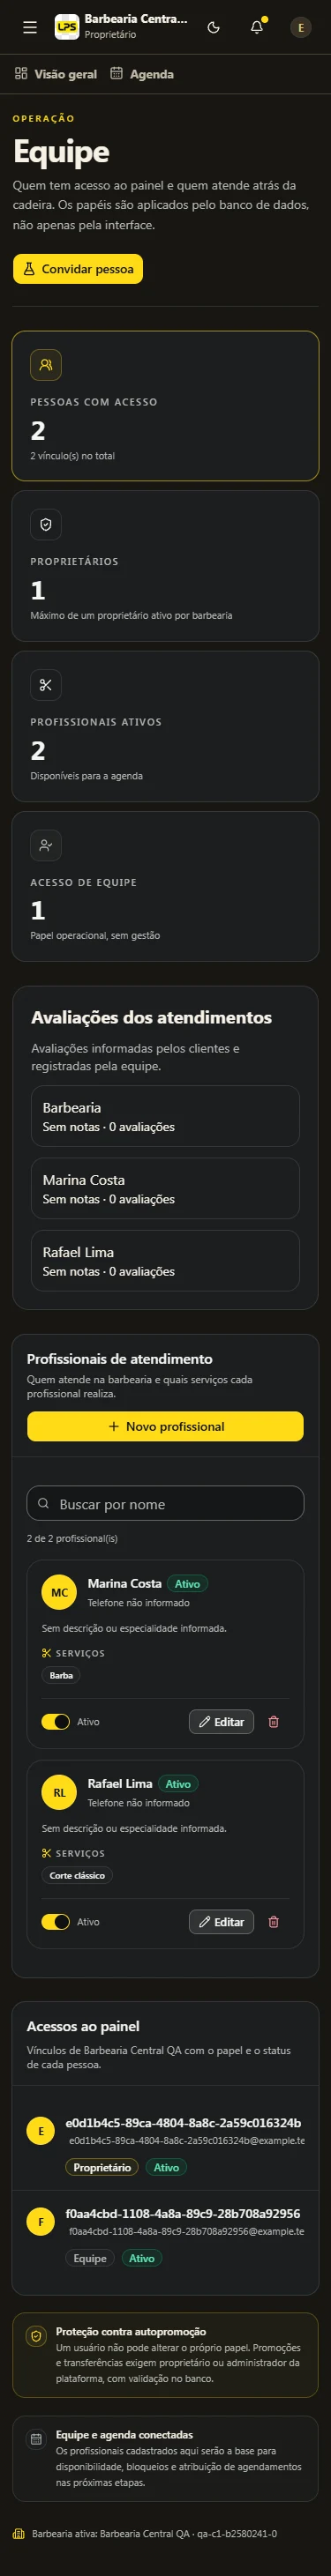 LPS
Barbearia Centra...
Proprietário
E
Visão geral
Agenda
OPERAÇÃO
Equipe
Quem tem acesso ao painel e quem atende atrás da
cadeira. Os papéis são aplicados pelo banco de dados,
não apenas pela interface.
Convidar pessoa
PESSOAS COM ACESSO
2
2 vínculo(s) no total
PROPRIETÁRIOS
1
Máximo de um proprietário ativo por barbearia
PROFISSIONAIS ATIVOS
2
Disponíveis para a agenda
ACESSO DE EQUIPE
1
Papel operacional, sem gestão
Avaliações dos atendimentos
Avaliações informadas pelos clientes e
registradas pela equipe.
Barbearia
Sem notas · 0 avaliações
Marina Costa
Sem notas · 0 avaliações
Rafael Lima
Sem notas · 0 avaliações
Profissionais de atendimento
Quem atende na barbearia e quais serviços cada
profissional realiza.
+ Novo profissional
Buscar por nome
2 de 2 profissional(is)
MC
Marina Costa
Ativo
Telefone não informado
Sem descrição ou especialidade informada.
SERVIÇOS
Barba
Ativo
Editar
RL
Rafael Lima
Ativo
Telefone não informado
Sem descrição ou especialidade informada.
SERVIÇOS
Corte clássico
Ativo
Editar
Acessos ao painel
Vínculos de Barbearia Central QA com o papel e o status
de cada pessoa.
E
e0d1b4c5-89ca-4804-8a8c-2a59c016324b
e0d1b4c5-89ca-4804-8a8c-2a59c016324b@example.te
Proprietário
Ativo
F
f0aa4cbd-1108-4a8a-89c9-28b708a92956
f0aa4cbd-1108-4a8a-89c9-28b708a92956@example.te
Equipe
Ativo
Proteção contra autopromoção
Um usuário não pode alterar o próprio papel. Promoções
e transferências exigem proprietário ou administrador da
plataforma, com validação no banco.
Equipe e agenda conectadas
Os profissionais cadastrados aqui serão a base para
disponibilidade, bloqueios e atribuição de agendamentos
nas próximas etapas.
Barbearia ativa: Barbearia Central QA · qa-c1-b2580241-0